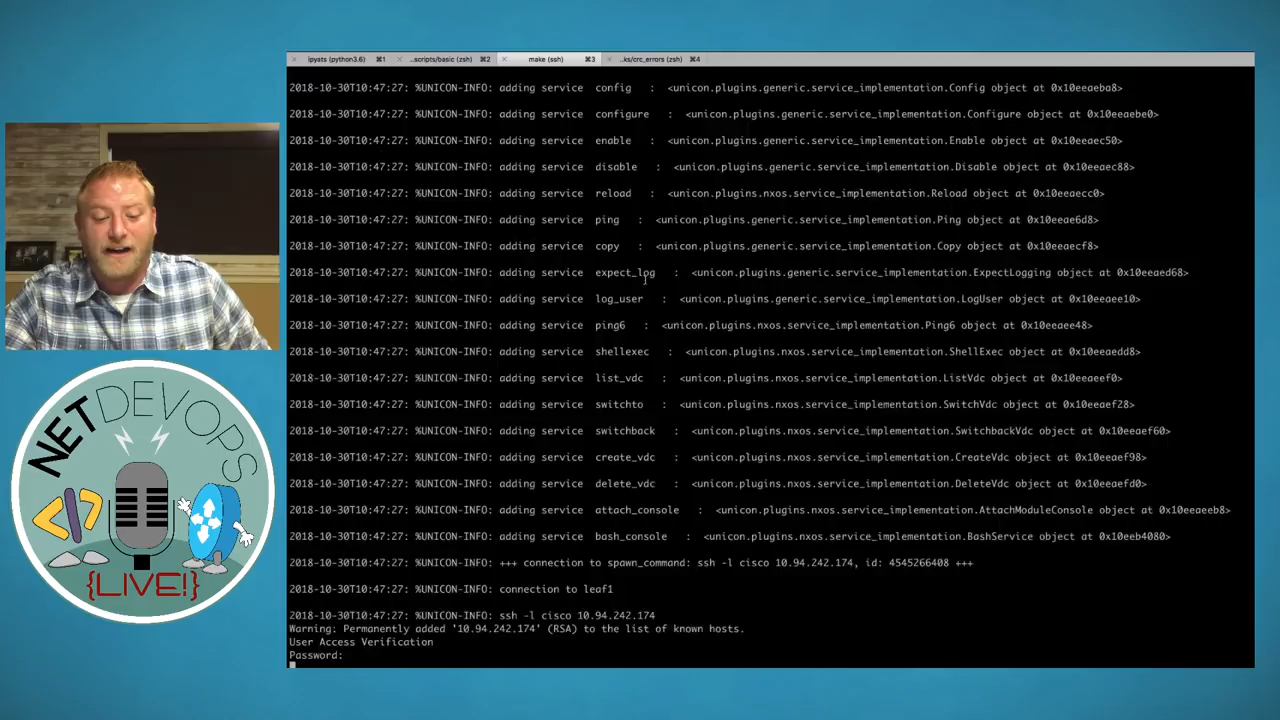 ipyats (python3.6) ⌘1 × ..scripts/basic (zsh) ⌘2 × make (ssh) ⌘3 × ..ks/crc_errors (zsh) ⌘4
2018-10-30T10:47:27: %UNICON-INFO: adding service config : <unicon.plugins.generic.service_implementation.Config object at 0x10eeaeba8>
2018-10-30T10:47:27: %UNICON-INFO: adding service configure : <unicon.plugins.generic.service_implementation.Configure object at 0x10eeaebe0>
2018-10-30T10:47:27: %UNICON-INFO: adding service enable : <unicon.plugins.generic.service_implementation.Enable object at 0x10eeaec50>
2018-10-30T10:47:27: %UNICON-INFO: adding service disable : <unicon.plugins.generic.service_implementation.Disable object at 0x10eeaec88>
2018-10-30T10:47:27: %UNICON-INFO: adding service reload : <unicon.plugins.nxos.service_implementation.Reload object at 0x10eeaecc0>
2018-10-30T10:47:27: %UNICON-INFO: adding service ping : <unicon.plugins.generic.service_implementation.Ping object at 0x10eeae6d8>
2018-10-30T10:47:27: %UNICON-INFO: adding service copy : <unicon.plugins.generic.service_implementation.Copy object at 0x10eeaecf8>
2018-10-30T10:47:27: %UNICON-INFO: adding service expect_log : <unicon.plugins.generic.service_implementation.ExpectLogging object at 0x10eeaed68>
2018-10-30T10:47:27: %UNICON-INFO: adding service log_user : <unicon.plugins.generic.service_implementation.LogUser object at 0x10eeaee10>
2018-10-30T10:47:27: %UNICON-INFO: adding service ping6 : <unicon.plugins.nxos.service_implementation.Ping6 object at 0x10eeaee48>
2018-10-30T10:47:27: %UNICON-INFO: adding service shellexec : <unicon.plugins.nxos.service_implementation.ShellExec object at 0x10eeaedd8>
2018-10-30T10:47:27: %UNICON-INFO: adding service list_vdc : <unicon.plugins.nxos.service_implementation.ListVdc object at 0x10eeaeef0>
2018-10-30T10:47:27: %UNICON-INFO: adding service switchto : <unicon.plugins.nxos.service_implementation.SwitchVdc object at 0x10eeaef28>
2018-10-30T10:47:27: %UNICON-INFO: adding service switchback : <unicon.plugins.nxos.service_implementation.SwitchbackVdc object at 0x10eeaef60>
2018-10-30T10:47:27: %UNICON-INFO: adding service create_vdc : <unicon.plugins.nxos.service_implementation.CreateVdc object at 0x10eeaef98>
2018-10-30T10:47:27: %UNICON-INFO: adding service delete_vdc : <unicon.plugins.nxos.service_implementation.DeleteVdc object at 0x10eeaefd0>
2018-10-30T10:47:27: %UNICON-INFO: adding service attach_console : <unicon.plugins.nxos.service_implementation.AttachModuleConsole object at 0x10eeaeeb8>
2018-10-30T10:47:27: %UNICON-INFO: adding service bash_console : <unicon.plugins.nxos.service_implementation.BashService object at 0x10eeb4080>
2018-10-30T10:47:27: %UNICON-INFO: +++ connection to spawn_command: ssh -l cisco 10.94.242.174, id: 4545266408 +++
2018-10-30T10:47:27: %UNICON-INFO: connection to leaf1
2018-10-30T10:47:27: %UNICON-INFO: ssh -l cisco 10.94.242.174
Warning: Permanently added '10.94.242.174' (RSA) to the list of known hosts.
User Access Verification
Password:
NETDEVOPS
</>
{LIVE!}